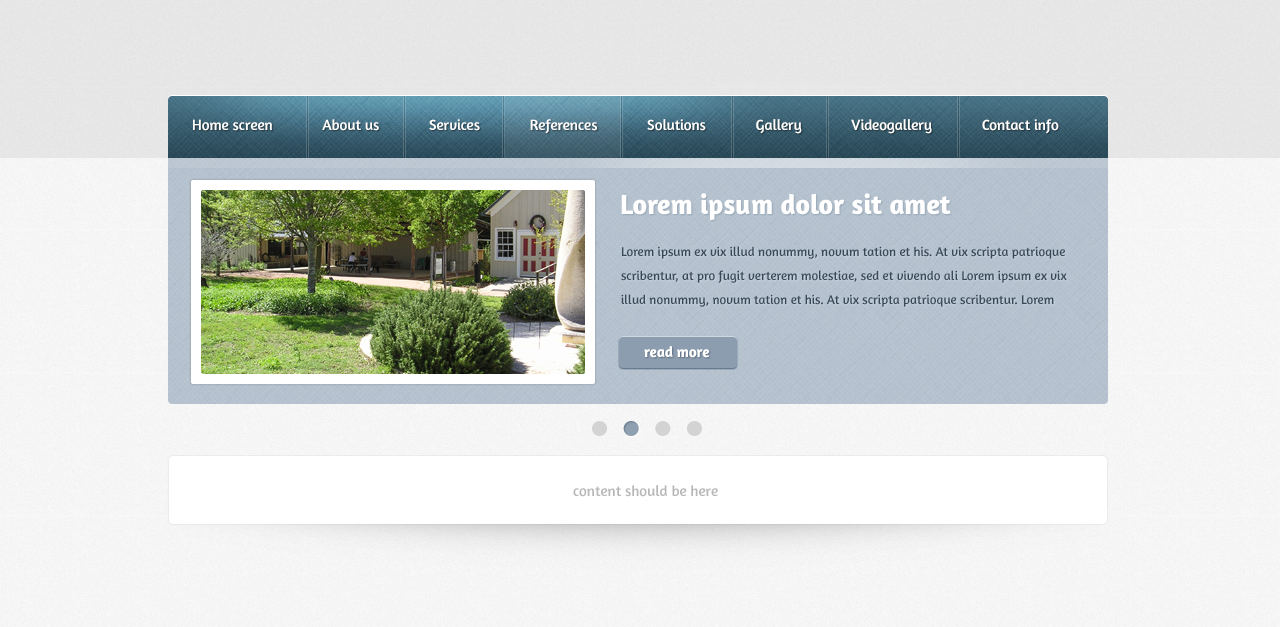 Home screen About us Services References Solutions Gallery Videogallery Contact info
Lorem ipsum dolor sit amet
Lorem ipsum ex vix illud nonummy, novum tation et his. At vix scripta patrioque
scribentur, at pro fugit verterem molestiae, sed et vivendo ali Lorem ipsum ex vix
illud nonummy, novum tation et his. At vix scripta patrioque scribentur. Lorem
read more
content should be here